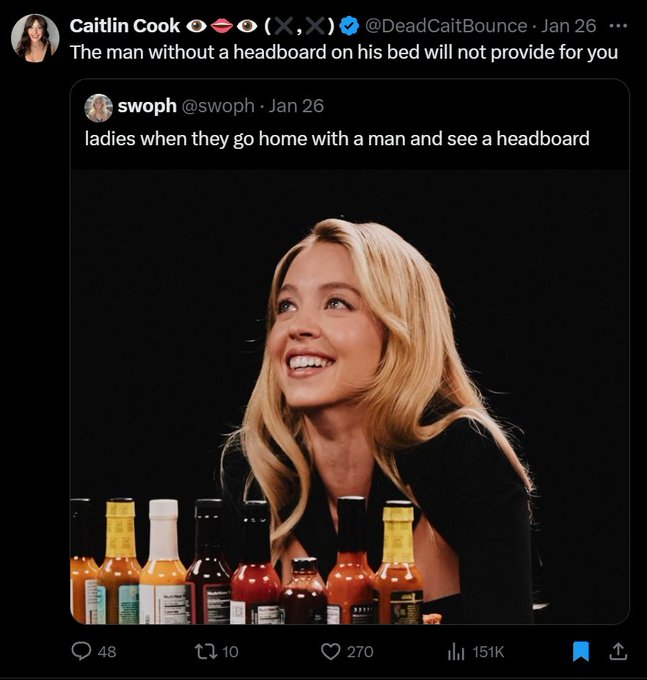 Caitlin Cook 👁️👄👁️ (✖️,✖️) @DeadCaitBounce · Jan 26
The man without a headboard on his bed will not provide for you
swoph @swoph · Jan 26
ladies when they go home with a man and see a headboard
48 10 270 151K